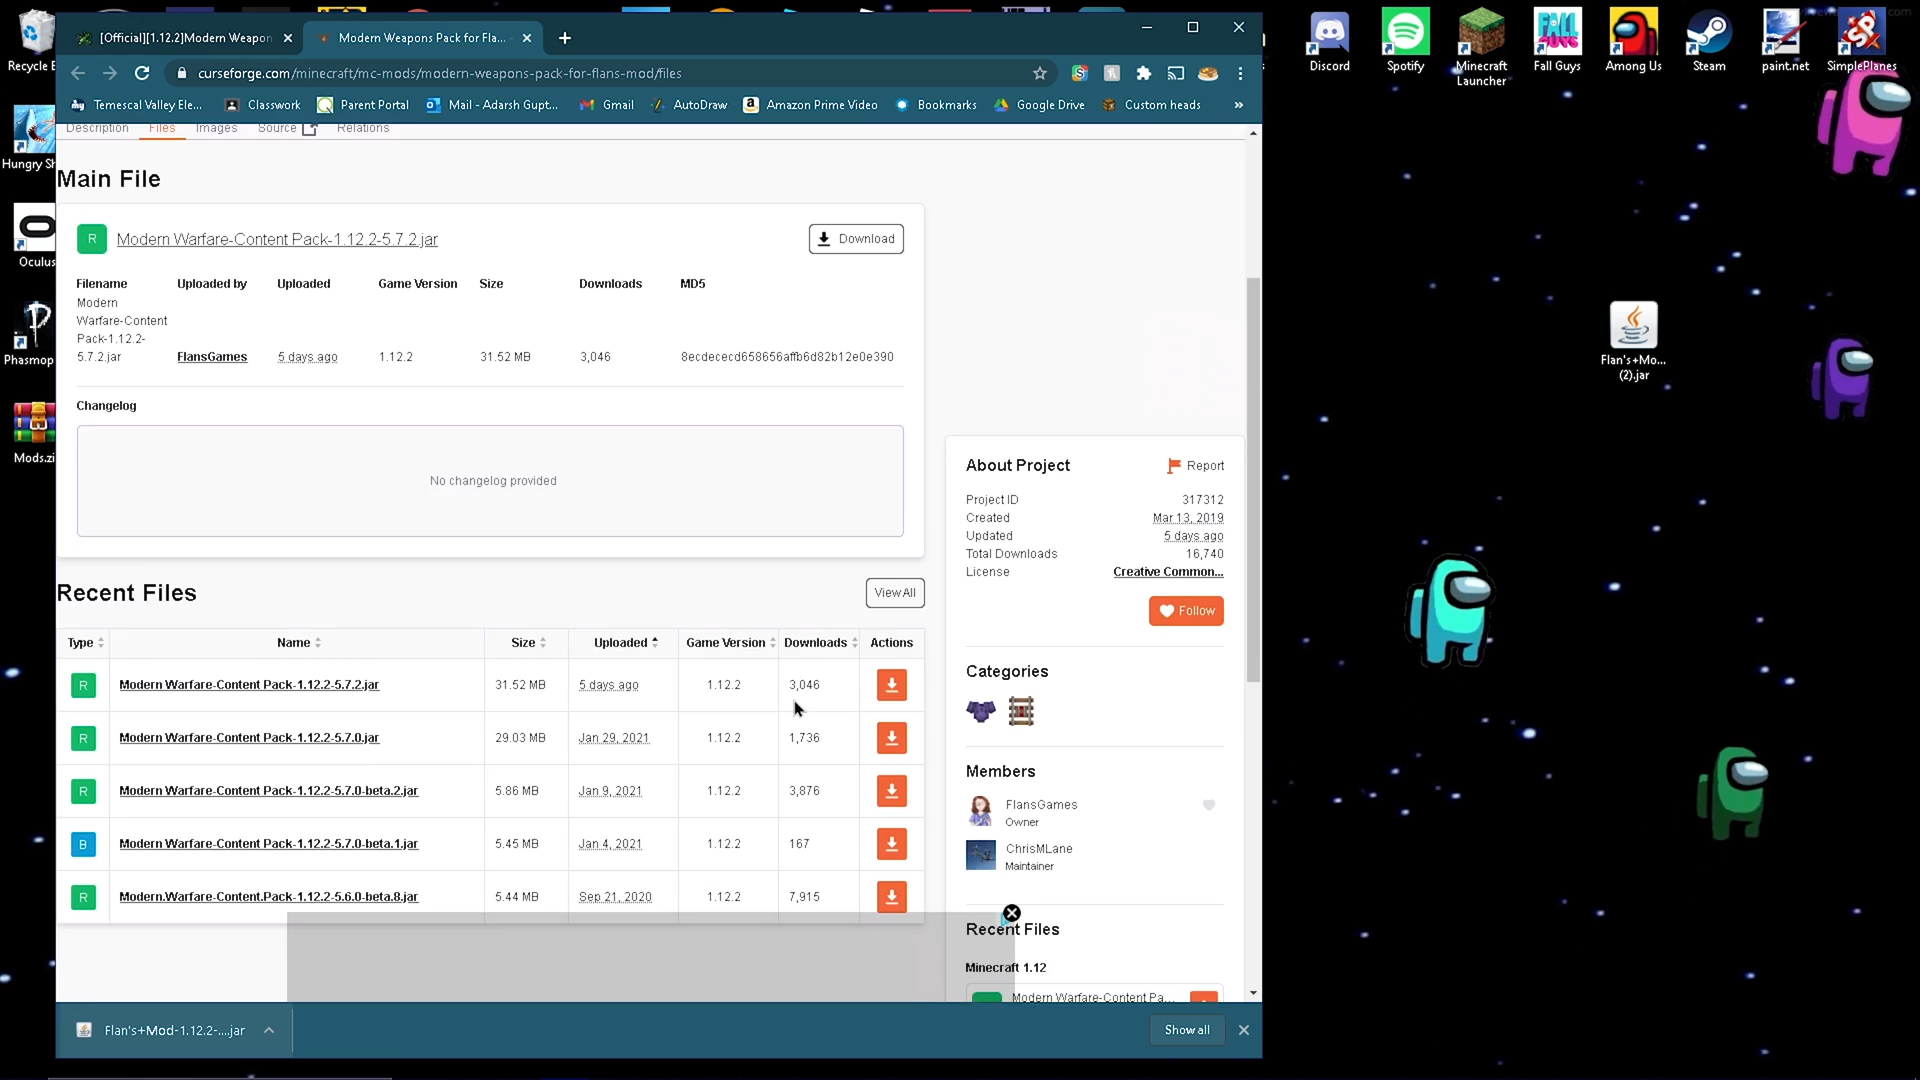 [Official][1.12.2]Modern Weapon
Modern Weapons Pack for Fla...
curseforge.com/minecraft/mc-mods/modern-weapons-pack-for-flans-mod/files
Temescal Valley Ele...
Classwork
Parent Portal
Mail - Adarsh Gupt...
Gmail
AutoDraw
Amazon Prime Video
Bookmarks
Google Drive
Custom heads
»
Description
Files
Images
Source
Relations
Main File
R
Modern Warfare-Content Pack-1.12.2-5.7.2.jar
Download
Filename
Uploaded by
Uploaded
Game Version
Size
Downloads
MD5
Modern
Warfare-Content
Pack-1.12.2-
5.7.2.jar
FlansGames
5 days ago
1.12.2
31.52 MB
3,046
8ecdececd658656affb6d82b12e0e390
Changelog
No changelog provided
Recent Files
View All
Type
Name
Size
Uploaded
Game Version
Downloads
Actions
R
Modern Warfare-Content Pack-1.12.2-5.7.2.jar
31.52 MB
5 days ago
1.12.2
3,046
R
Modern Warfare-Content Pack-1.12.2-5.7.0.jar
29.03 MB
Jan 29, 2021
1.12.2
1,736
R
Modern Warfare-Content Pack-1.12.2-5.7.0-beta.2.jar
5.86 MB
Jan 9, 2021
1.12.2
3,876
B
Modern Warfare-Content Pack-1.12.2-5.7.0-beta.1.jar
5.45 MB
Jan 4, 2021
1.12.2
167
R
Modern.Warfare-Content.Pack-1.12.2-5.6.0-beta.8.jar
5.44 MB
Sep 21, 2020
1.12.2
7,915
About Project
Report
Project ID
317312
Created
Mar 13, 2019
Updated
5 days ago
Total Downloads
16,740
License
Creative Common...
Follow
Categories
Members
FlansGames
Owner
ChrisMLane
Maintainer
Recent Files
Minecraft 1.12
Modern Warfare-Content Pa...
Flan's+Mod-1.12.2-....jar
Show all
Recycle B
Hungry Sh
Oculus
Phasmop
Mods.zi
Discord
Spotify
Minecraft
Launcher
Fall Guys
Among Us
Steam
paint.net
SimplePlanes
FALL
GUYS
SP
Flan's+Mo...
(2).jar